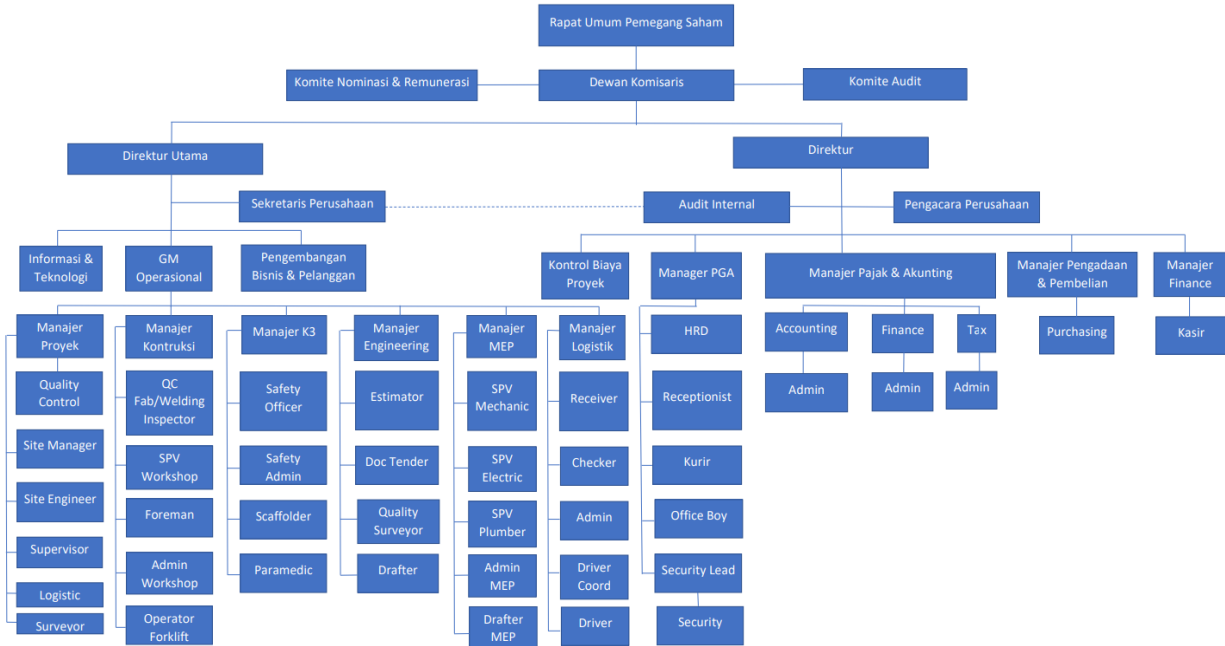 Rapat Umum Pemegang Saham
Komite Nominasi & Remunerasi
Dewan Komisaris
Komite Audit
Direktur Utama
Direktur
Sekretaris Perusahaan
Audit Internal
Pengacara Perusahaan
Informasi &
Teknologi
GM
Operasional
Pengembangan
Bisnis & Pelanggan
Kontrol Biaya
Proyek
Manager PGA
Manjer Pajak & Akunting
Manajer Pengadaan
& Pembelian
Manajer
Finance
Manajer
Proyek
Manajer
Kontruksi
Manjer K3
Manajer
Engineering
Manajer
MEP
Manajer
Logistik
HRD
Accounting
Finance
Tax
Purchasing
Kasir
Quality
Control
QC
Fab/Welding
Inspector
Safety
Officer
Estimator
SPV
Mechanic
Receiver
Receptionist
Admin
Admin
Admin
Site Manager
SPV
Workshop
Safety
Admin
Doc Tender
SPV
Electric
Checker
Kurir
Site Engineer
Foreman
Scaffolder
Quality
Surveyor
SPV
Plumber
Admin
Office Boy
Supervisor
Admin
Workshop
Paramedic
Drafter
Admin
MEP
Driver
Coord
Security Lead
Logistic
Surveyor
Operator
Forklift
Drafter
MEP
Driver
Security